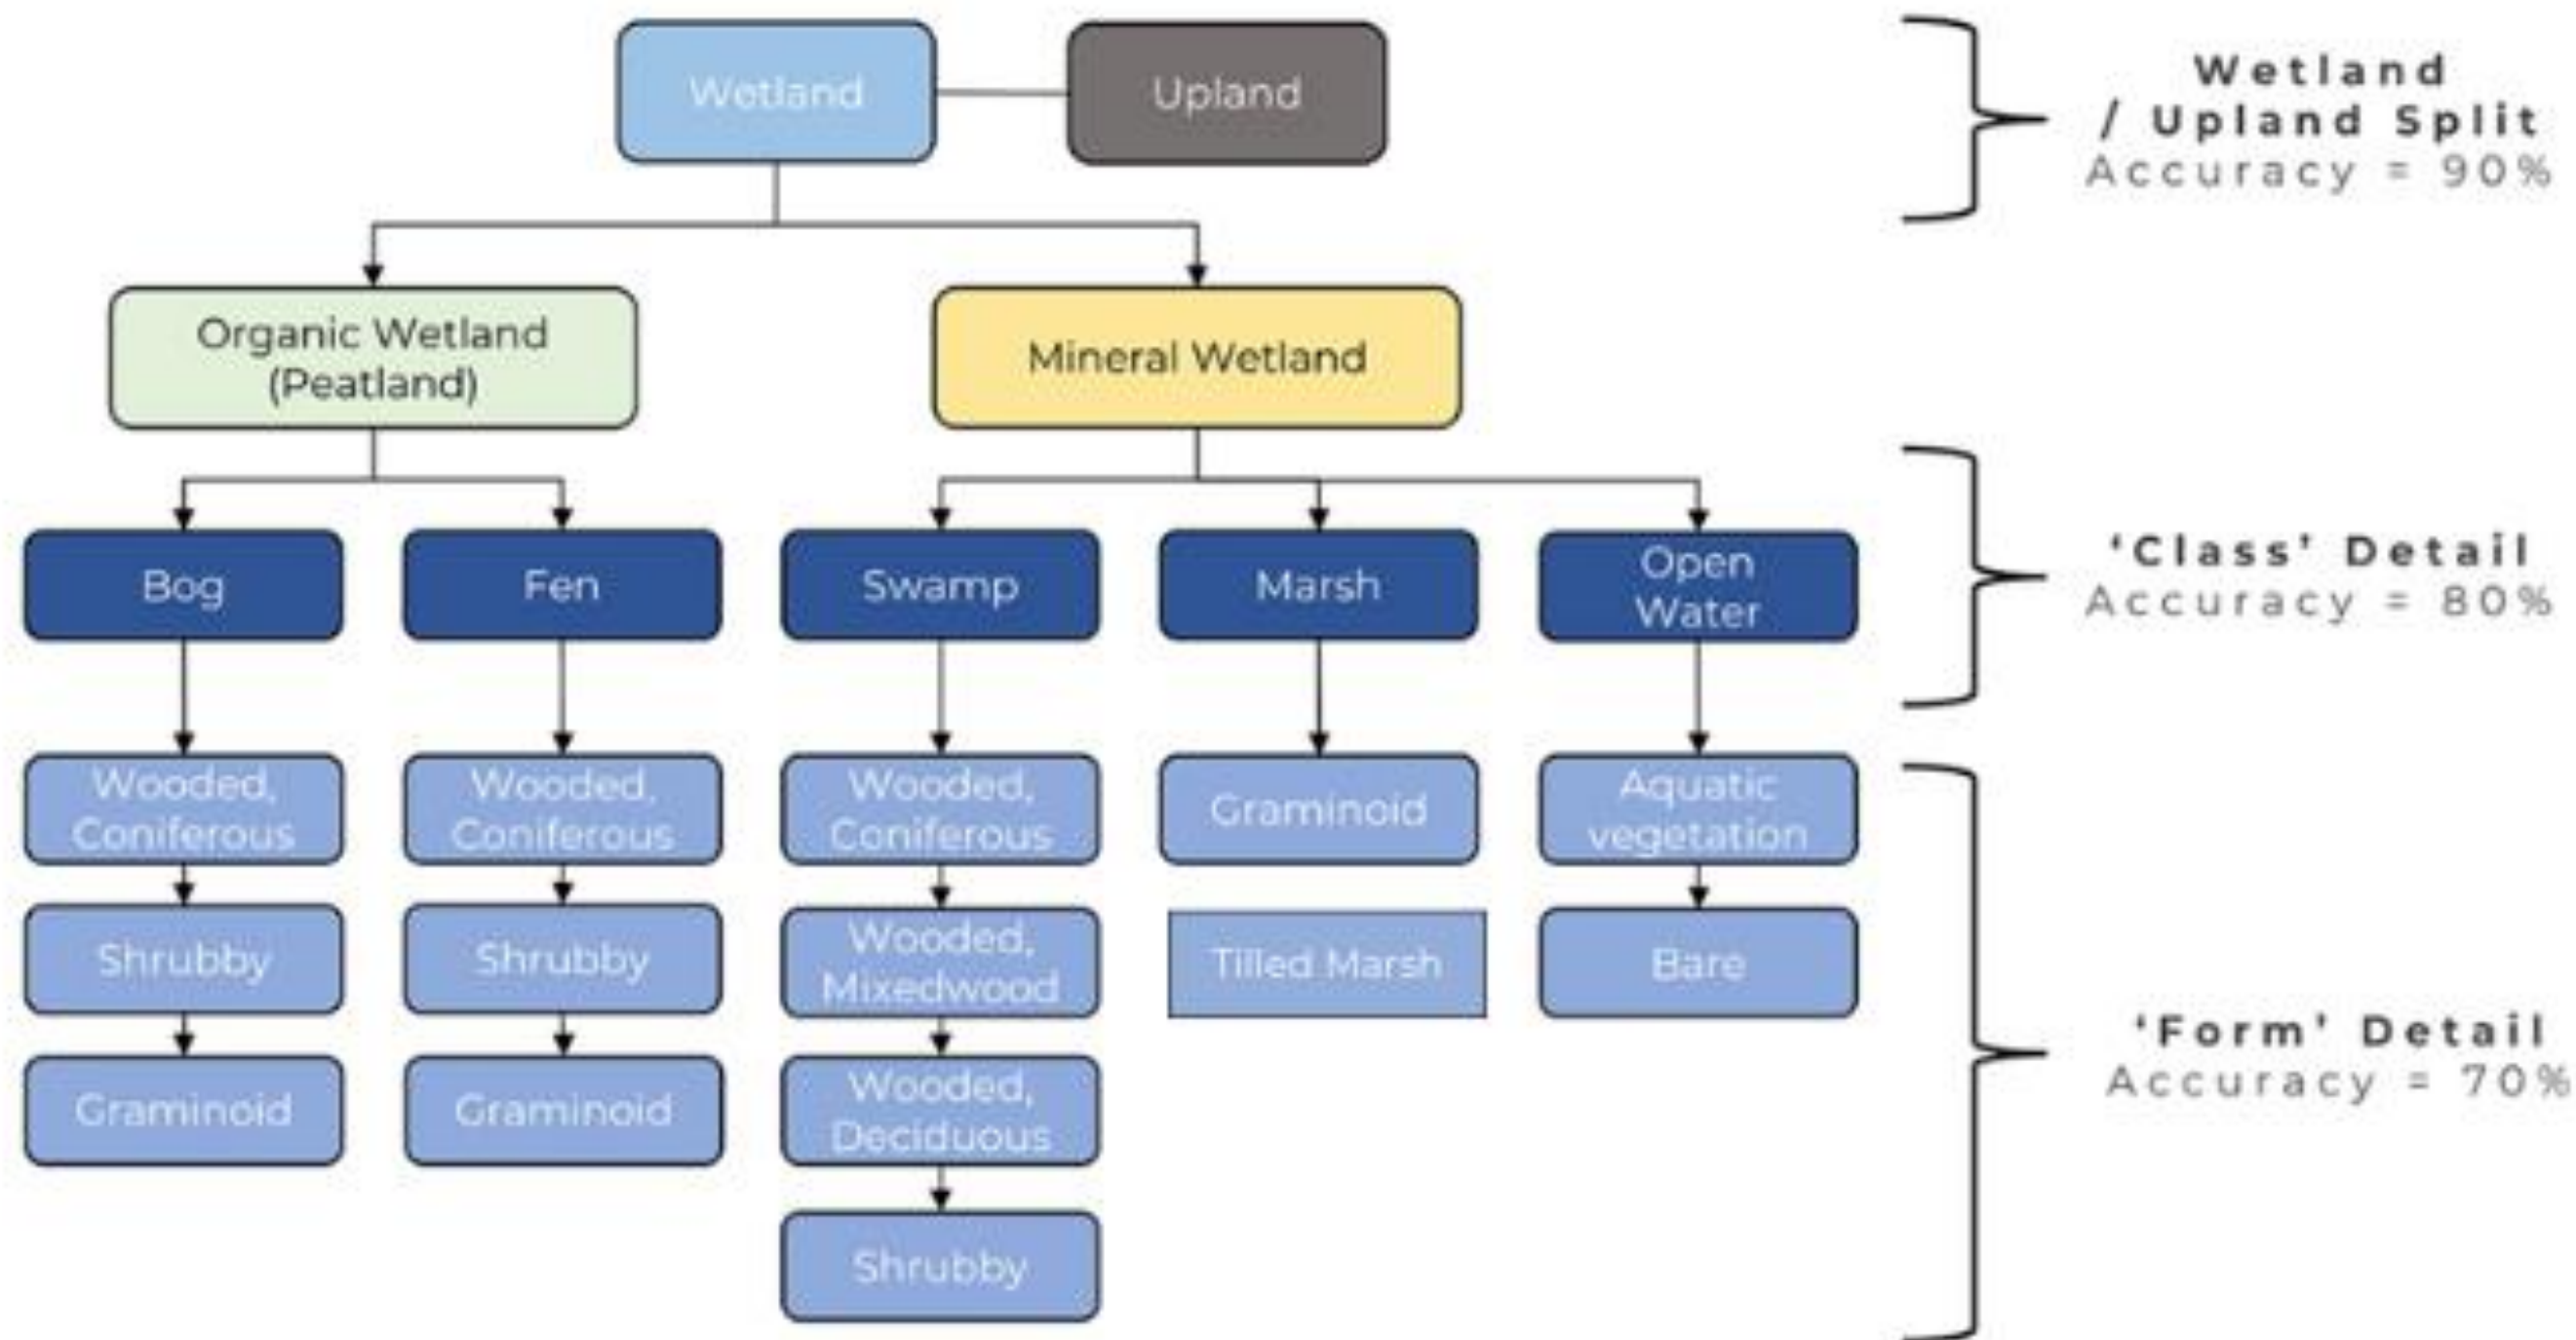 Wetland
Upland
Wetland
/ Upland Split
Accuracy = 90%
Organic Wetland
(Peatland)
Mineral Wetland
Bog
Fen
Swamp
Marsh
Open
Water
‘Class’ Detail
Accuracy = 80%
Wooded,
Coniferous
Wooded,
Coniferous
Wooded,
Coniferous
Graminoid
Aquatic
vegetation
Shrubby
Shrubby
Wooded,
Mixedwood
Tilled Marsh
Bare
Graminoid
Graminoid
Wooded,
Deciduous
Shrubby
‘Form’ Detail
Accuracy = 70%